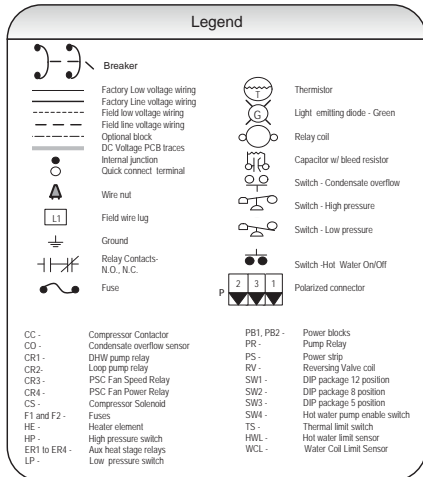 Legend
Breaker
Factory Low voltage wiring
Factory Line voltage wiring
Field low voltage wiring
Field line voltage wiring
Optional block
DC Voltage PCB traces
Internal junction
Quick connect terminal
Wire nut
L1 Field wire lug
Ground
Relay Contacts-
N.O., N.C.
Fuse
T Thermistor
G Light emitting diode - Green
Relay coil
Capacitor w/ bleed resistor
Switch - Condensate overflow
Switch - High pressure
Switch - Low pressure
Switch -Hot Water On/Off
P 2 3 1 Polarized connector
CC - Compressor Contactor
CO - Condensate overflow sensor
CR1 - DHW pump relay
CR2- Loop pump relay
CR3 - PSC Fan Speed Relay
CR4 - PSC Fan Power Relay
CS - Compressor Solenoid
F1 and F2 - Fuses
HE - Heater element
HP - High pressure switch
ER1 to ER4 - Aux heat stage relays
LP - Low pressure switch
PB1, PB2 - Power blocks
PR - Pump Relay
PS - Power strip
RV - Reversing Valve coil
SW1 - DIP package 12 position
SW2 - DIP package 8 position
SW3 - DIP package 5 position
SW4 - Hot water pump enable switch
TS - Thermal limit switch
HWL - Hot water limit sensor
WCL - Water Coil Limit Sensor